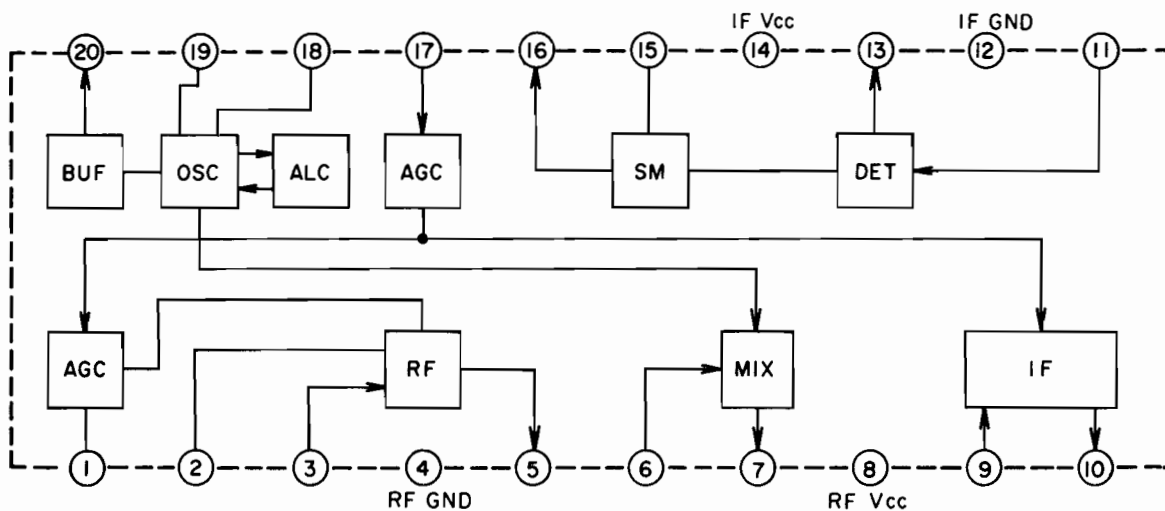 IF Vcc IF GND
20 19 18 17 16 15 14 13 12 11
BUF OSC ALC AGC SM DET
AGC RF MIX IF
1 2 3 4 5 6 7 8 9 10
RF GND RF Vcc